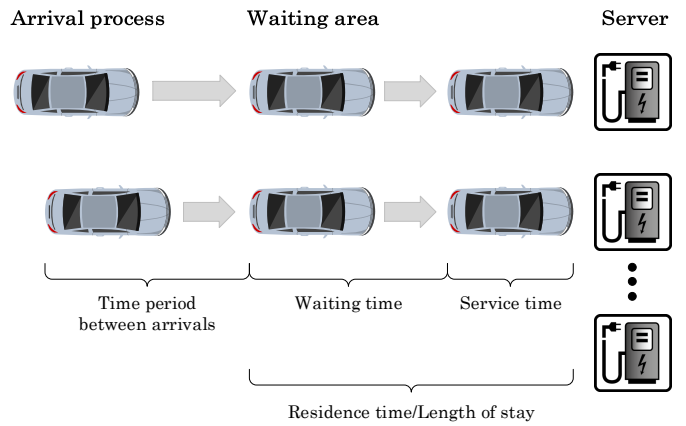 Arrival process
Waiting area
Server
Time period
between arrivals
Waiting time
Service time
Residence time/Length of stay